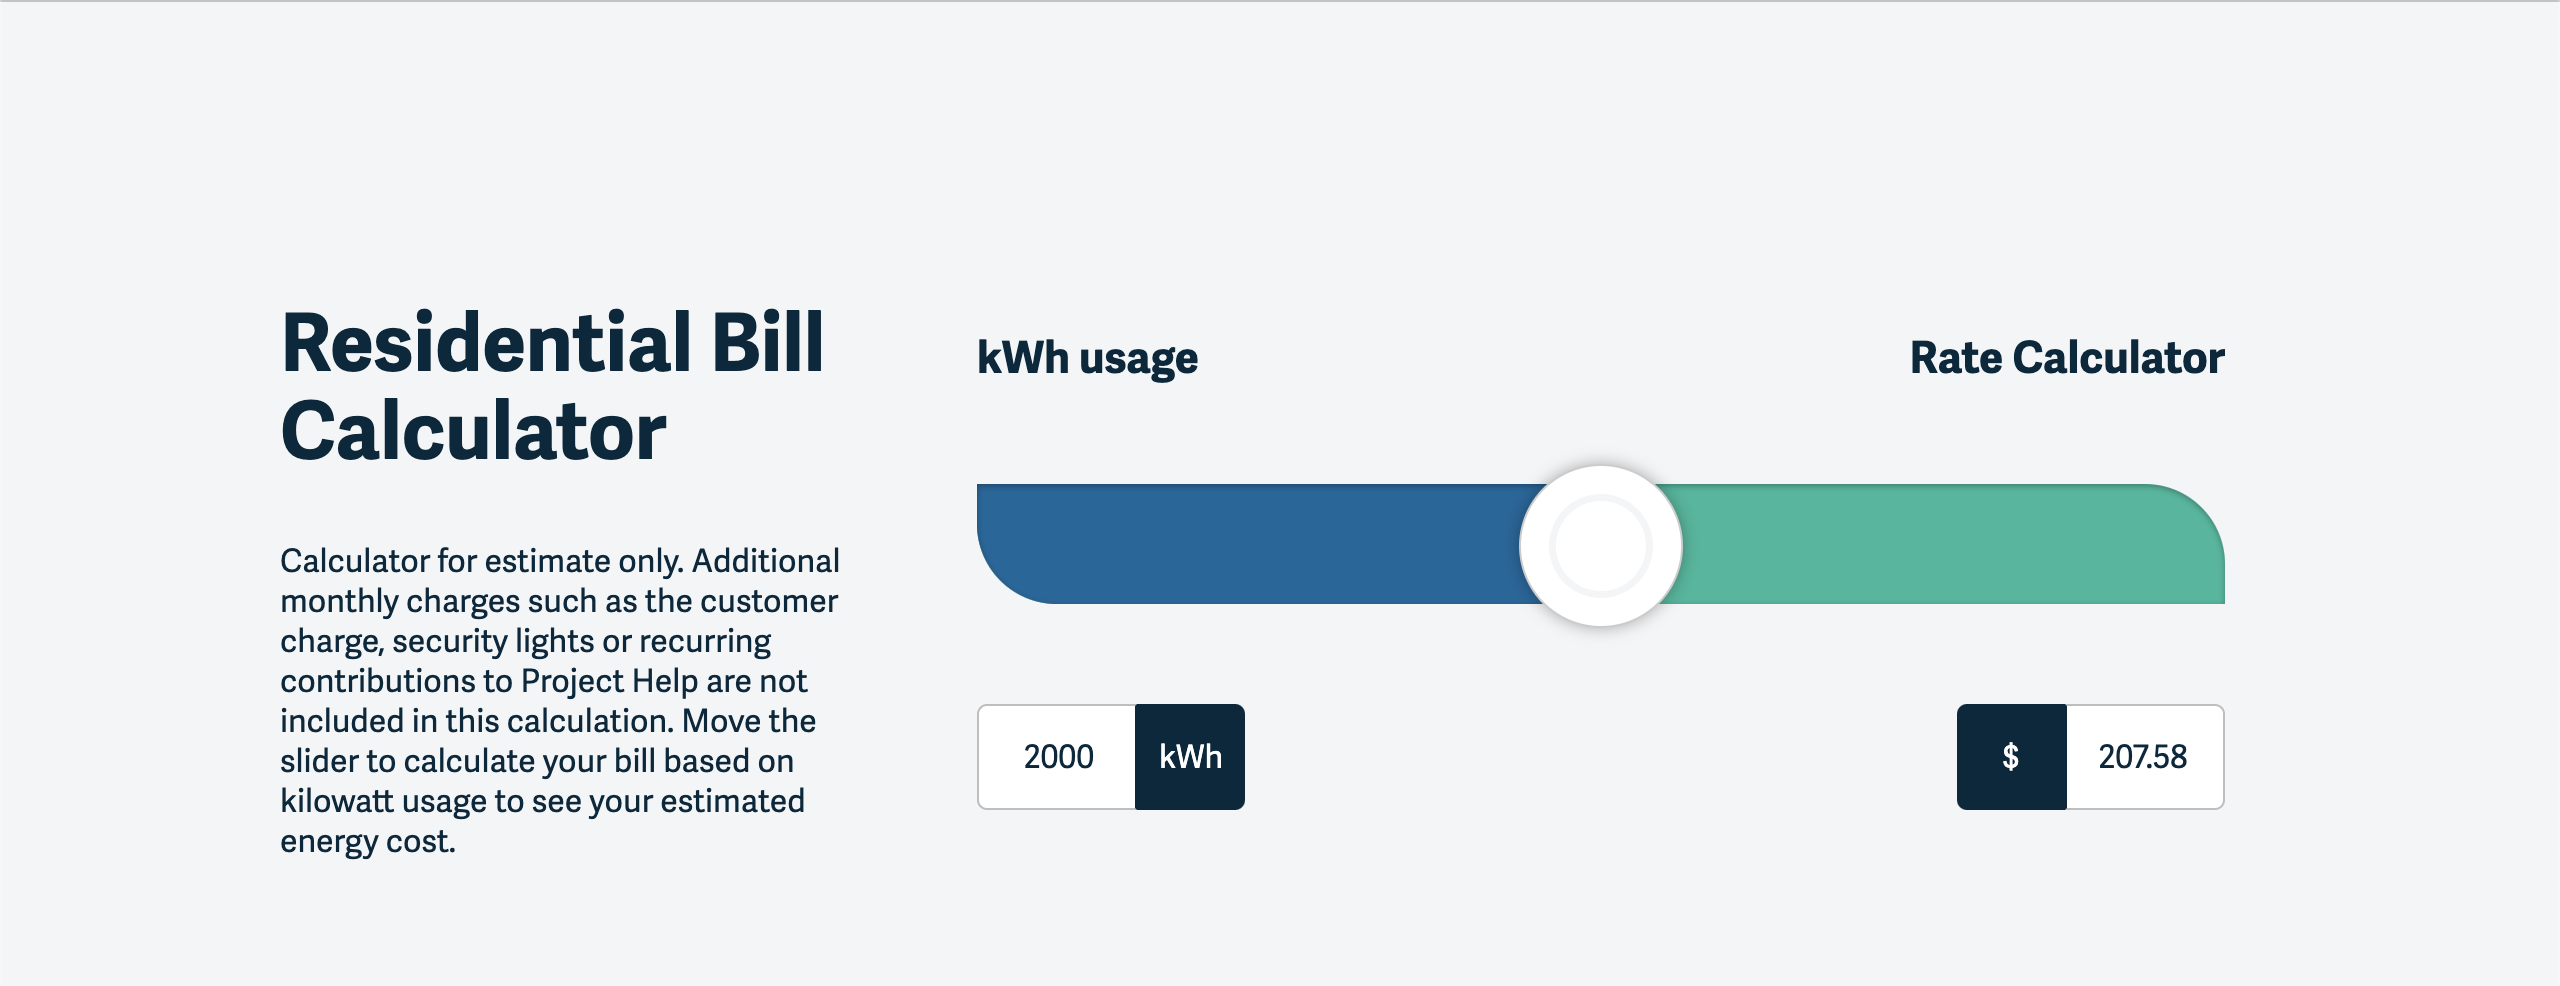 Residential Bill
Calculator
Calculator for estimate only. Additional
monthly charges such as the customer
charge, security lights or recurring
contributions to Project Help are not
included in this calculation. Move the
slider to calculate your bill based on
kilowatt usage to see your estimated
energy cost.
kWh usage
Rate Calculator
2000 kWh
$ 207.58